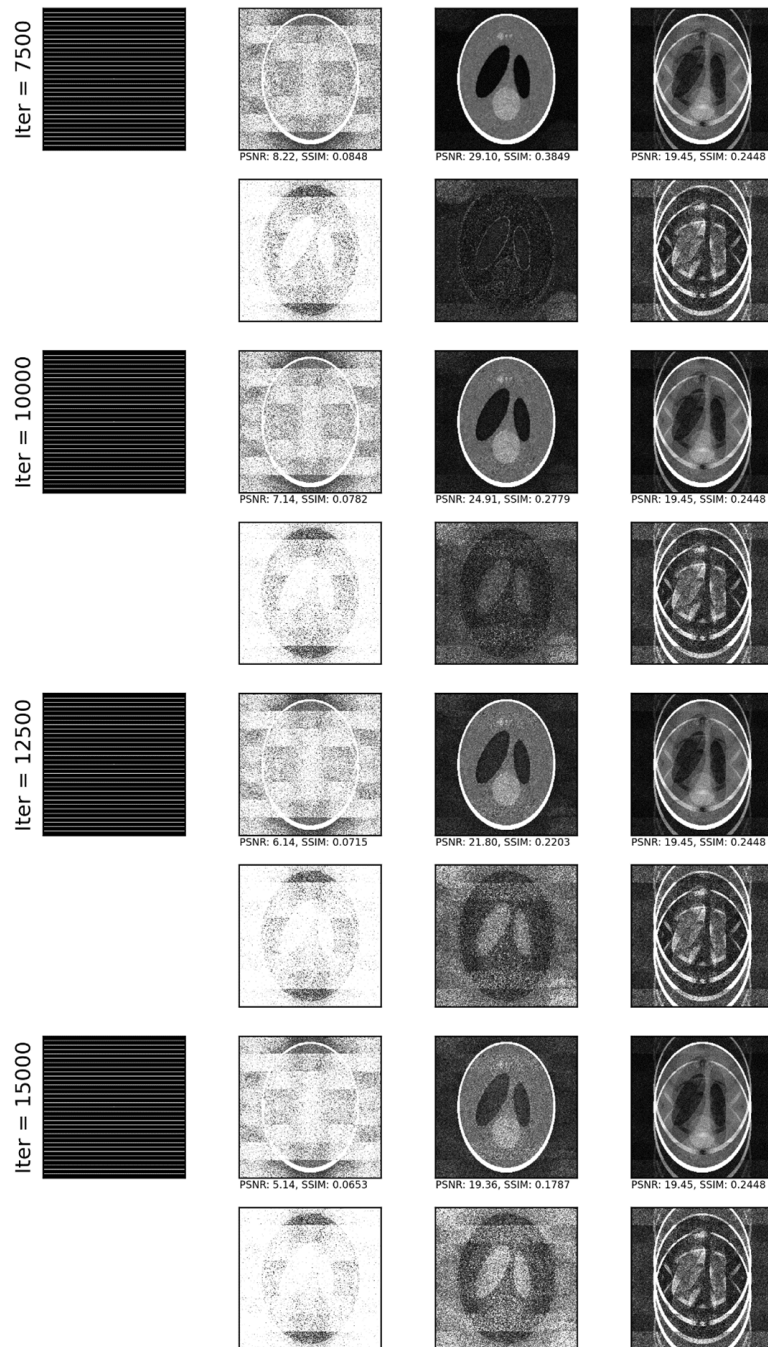 Iter = 7500
PSNR: 8.22, SSIM: 0.0848
PSNR: 29.10, SSIM: 0.3849
PSNR: 19.45, SSIM: 0.2448
Iter = 10000
PSNR: 7.14, SSIM: 0.0782
PSNR: 24.91, SSIM: 0.2779
PSNR: 19.45, SSIM: 0.2448
Iter = 12500
PSNR: 6.14, SSIM: 0.0715
PSNR: 21.80, SSIM: 0.2203
PSNR: 19.45, SSIM: 0.2448
Iter = 15000
PSNR: 5.14, SSIM: 0.0653
PSNR: 19.36, SSIM: 0.1787
PSNR: 19.45, SSIM: 0.2448